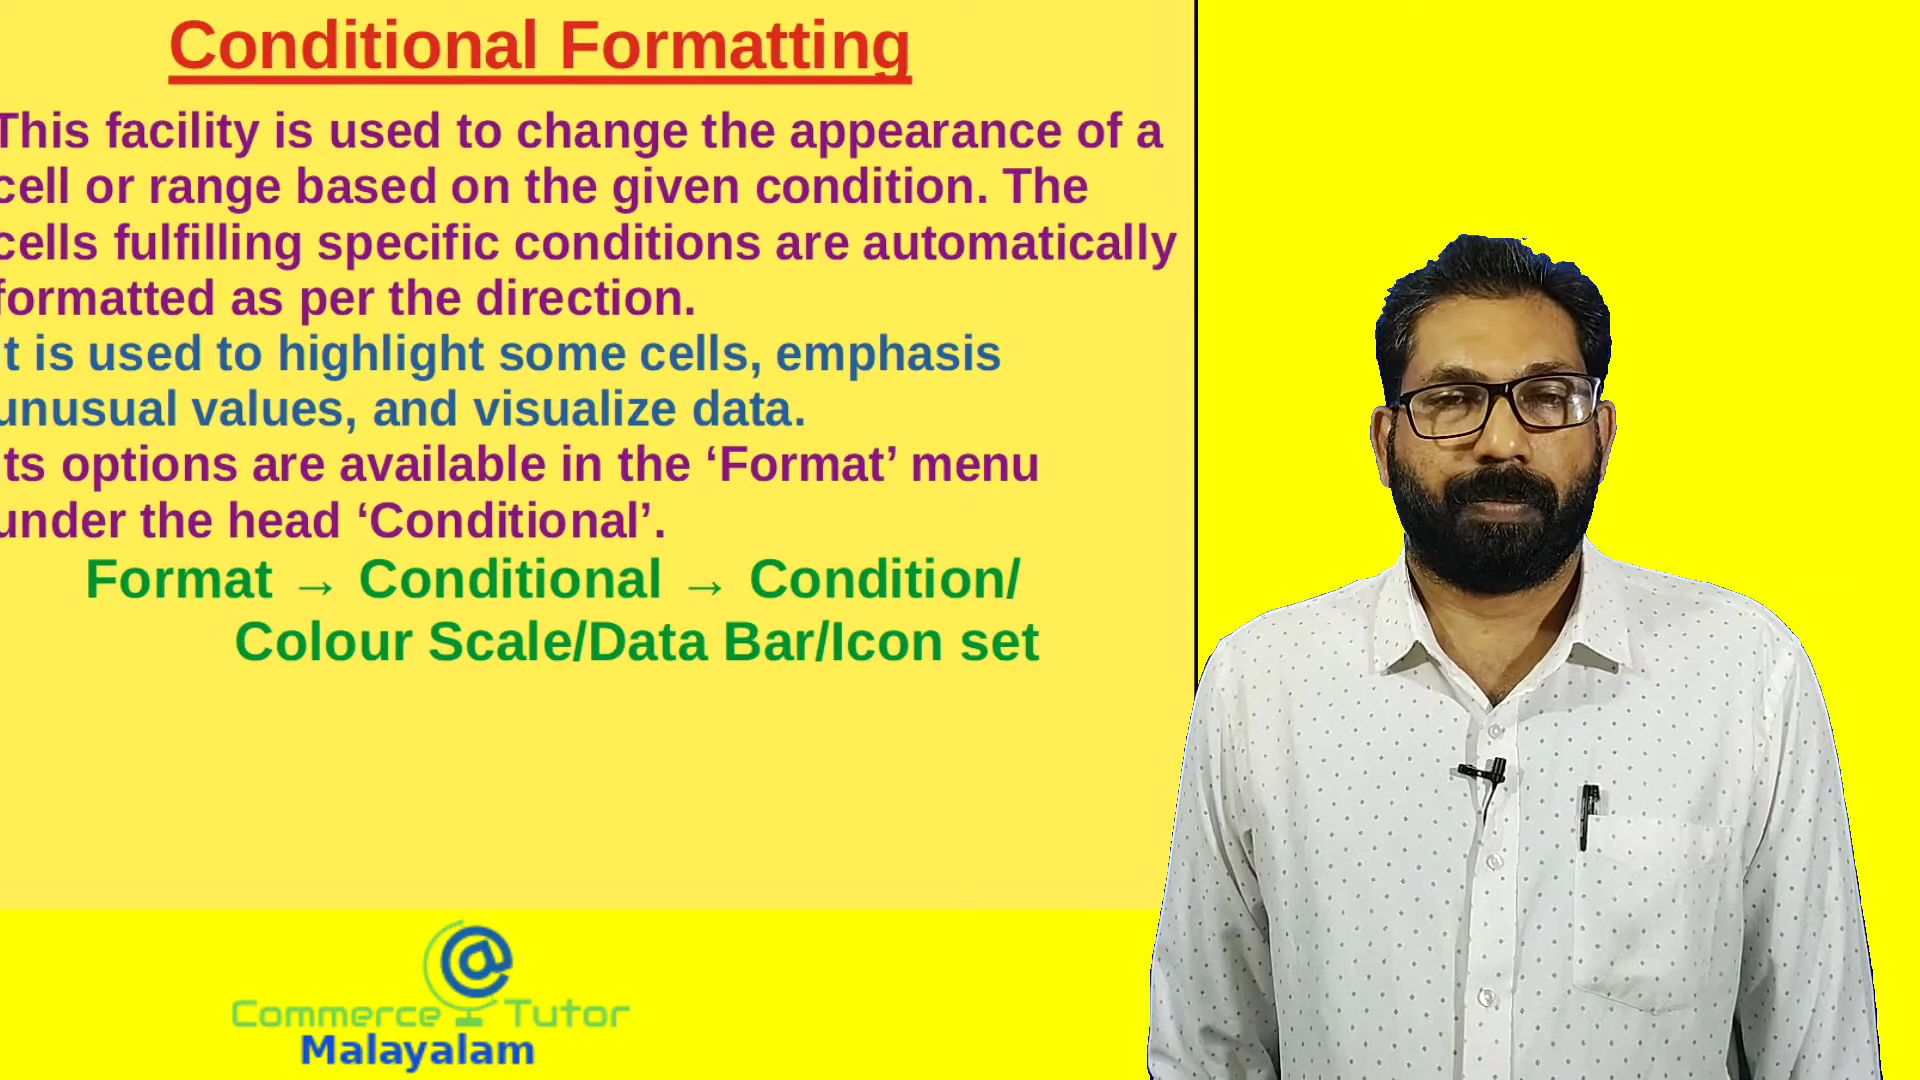 Conditional Formatting
This facility is used to change the appearance of a
cell or range based on the given condition. The
cells fulfilling specific conditions are automatically
formatted as per the direction.
t is used to highlight some cells, emphasis
unusual values, and visualize data.
ts options are available in the ‘Format’ menu
under the head ‘Conditional’.
Format → Conditional → Condition/
Colour Scale/Data Bar/Icon set
@
Commerce Tutor
Malayalam